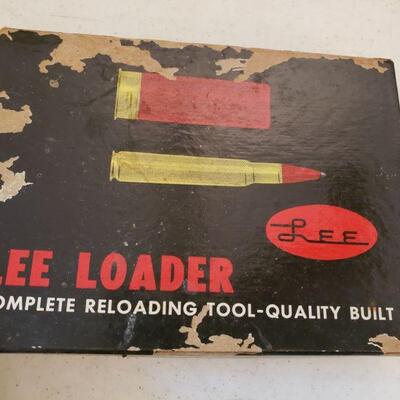 LEE
LEE LOADER
COMPLETE RELOADING TOOL-QUALITY BUILT